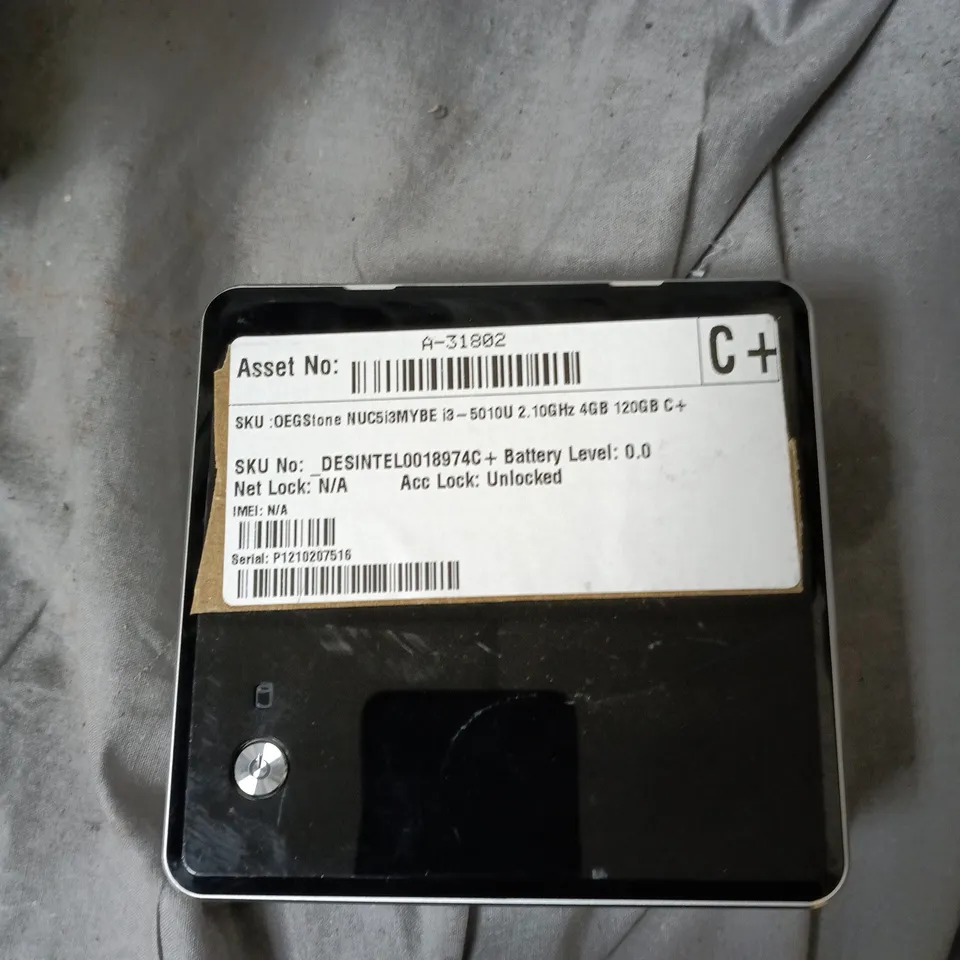 A-31802
Asset No:
C+
SKU :OEGStone NUC5i3MYBE i3-5010U 2.10GHz 4GB 120GB C+
SKU No: _DESINTEL0018974C+ Battery Level: 0.0
Net Lock: N/A Acc Lock: Unlocked
IMEI: N/A
Serial: P1210207516